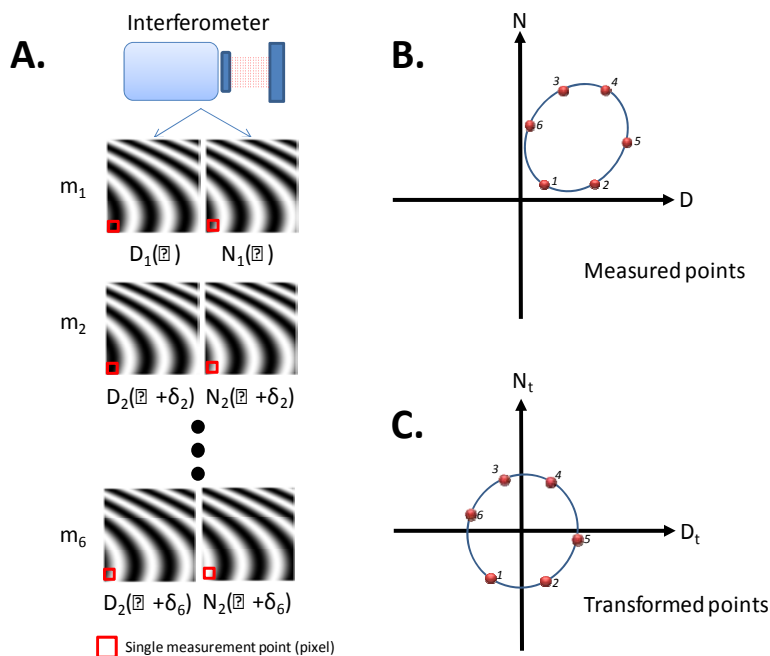 Interferometer
A.
m1
D1(⍰) N1(⍰)
m2
D2(⍰ +δ2) N2(⍰ +δ2)
m6
D2(⍰ +δ6) N2(⍰ +δ6)
Single measurement point (pixel)
B.
N
3 4
6
5
1 2
D
Measured points
C.
Nt
3 4
6
5
Dt
1 2
Transformed points